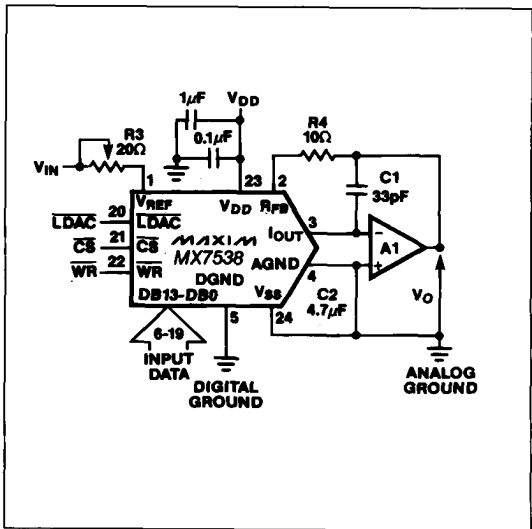 1µF
VDD
R3
20Ω
0.1µF
R4
10Ω
VIN
1
23
2
C1
33pF
VREF
VDD
RFB
LDAC
20
LDAC
IOUT
3
−
CS
21
CS
MAXIM
A1
WR
22
WR
MX7538
AGND
4
+
DGND
DB13-DB0
VSS
C2
4.7µF
VO
6-19
5
24
INPUT
DATA
DIGITAL
GROUND
ANALOG
GROUND